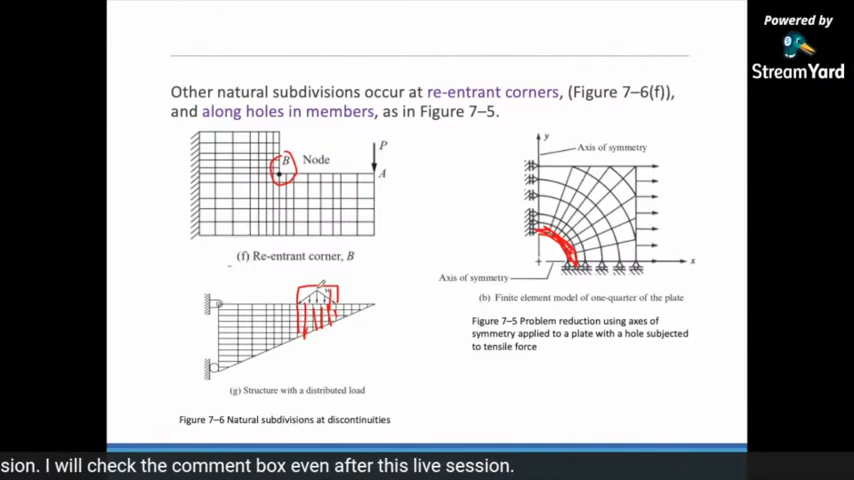 Powered by
StreamYard
Other natural subdivisions occur at re-entrant corners, (Figure 7–6(f)),
and along holes in members, as in Figure 7–5.
B Node
P
A
(f) Re-entrant corner, B
(g) Structure with a distributed load
Figure 7–6 Natural subdivisions at discontinuities
y
Axis of symmetry
x
Axis of symmetry
(b) Finite element model of one-quarter of the plate
Figure 7–5 Problem reduction using axes of
symmetry applied to a plate with a hole subjected
to tensile force
sion. I will check the comment box even after this live session.